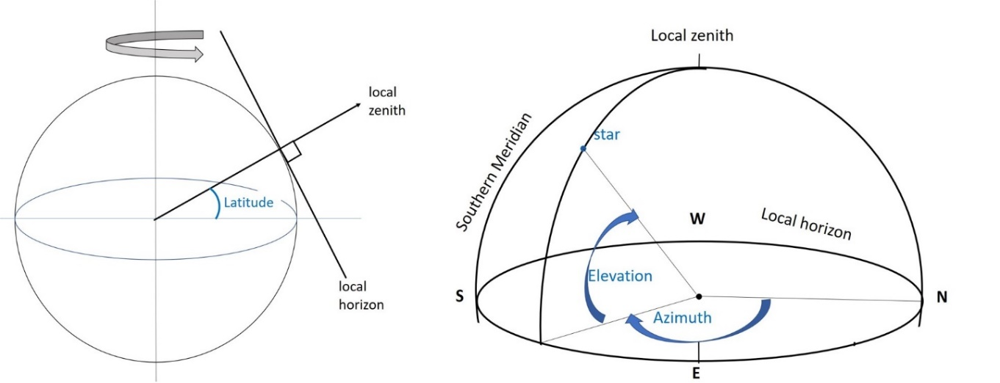 local
zenith
Latitude
local
horizon
Local zenith
Southern Meridian
star
W
Local horizon
Elevation
S
N
Azimuth
E